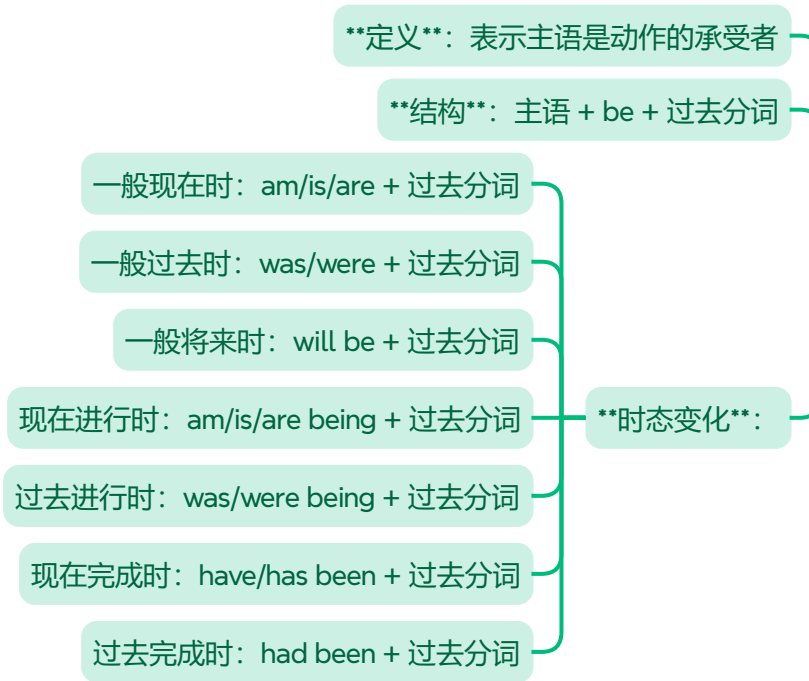 **定义**：表示主语是动作的承受者
**结构**：主语 + be + 过去分词
**时态变化**：
一般现在时：am/is/are + 过去分词
一般过去时：was/were + 过去分词
一般将来时：will be + 过去分词
现在进行时：am/is/are being + 过去分词
过去进行时：was/were being + 过去分词
现在完成时：have/has been + 过去分词
过去完成时：had been + 过去分词